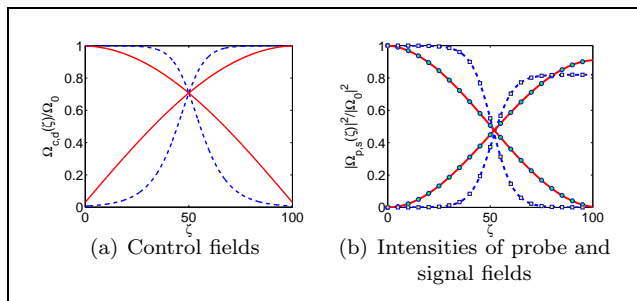 1
0.8
0.6
0.4
0.2
0
0 50 100
ζ
Ω_{c,d}(ζ)/Ω_0
(a) Control fields
1
0.8
0.6
0.4
0.2
0
0 50 100
ζ
|Ω_{p,s}(ζ)|^2/|Ω_0|^2
(b) Intensities of probe and
signal fields